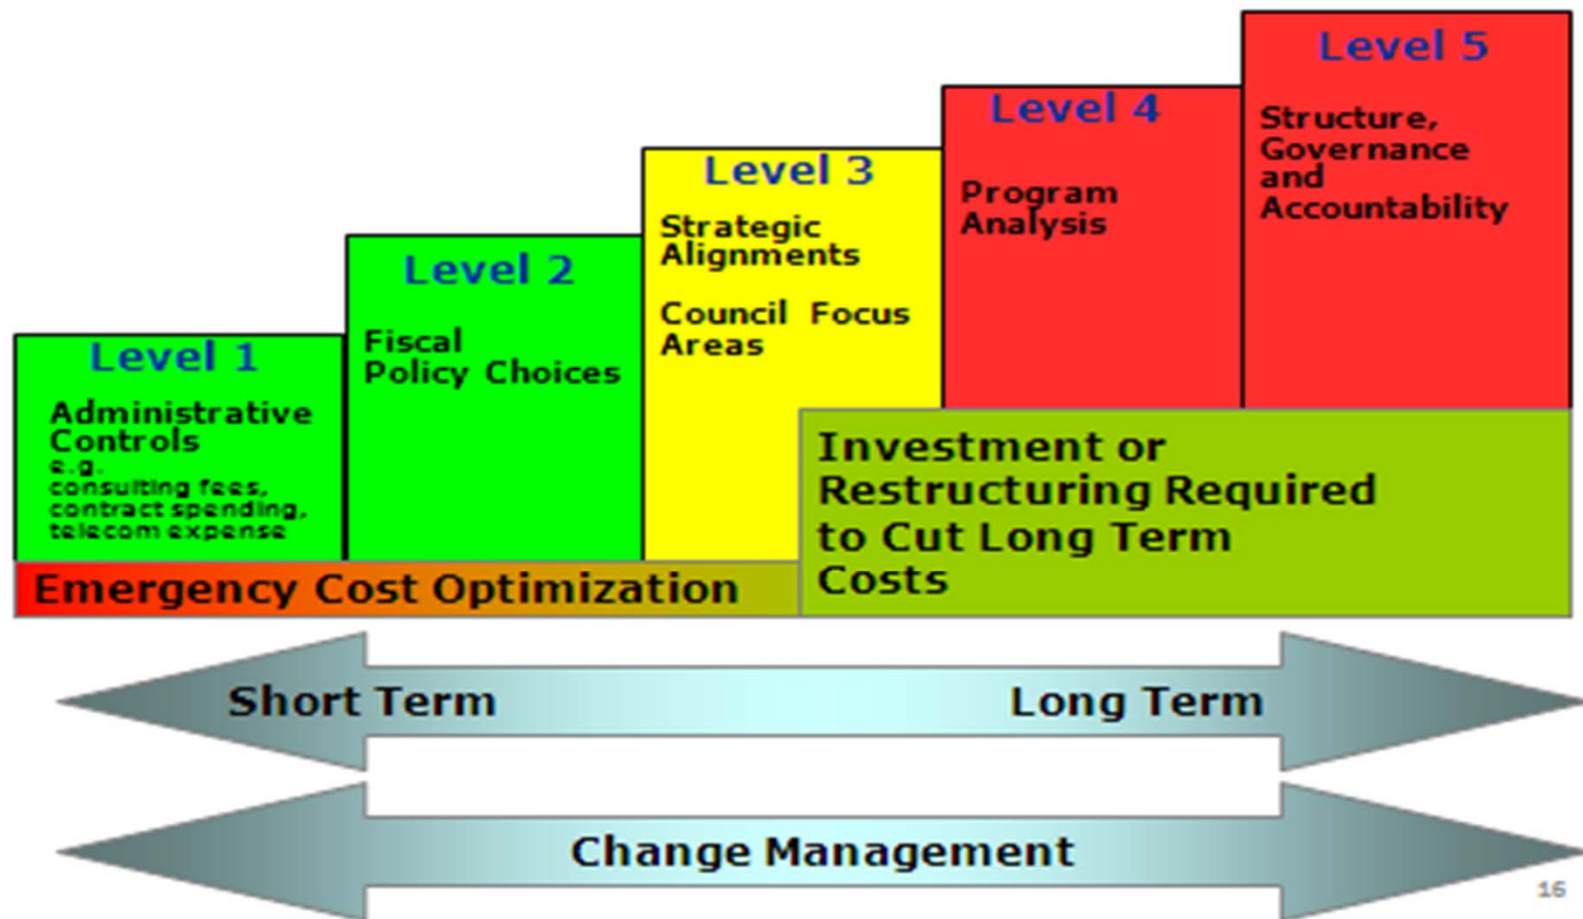 Level 1
Administrative
Controls
e.g.
consulting fees,
contract spending,
telecom expense
Level 2
Fiscal
Policy Choices
Level 3
Strategic
Alignments
Council Focus
Areas
Level 4
Program
Analysis
Level 5
Structure,
Governance
and
Accountability
Emergency Cost Optimization
Investment or
Restructuring Required
to Cut Long Term
Costs
Short Term
Long Term
Change Management
16